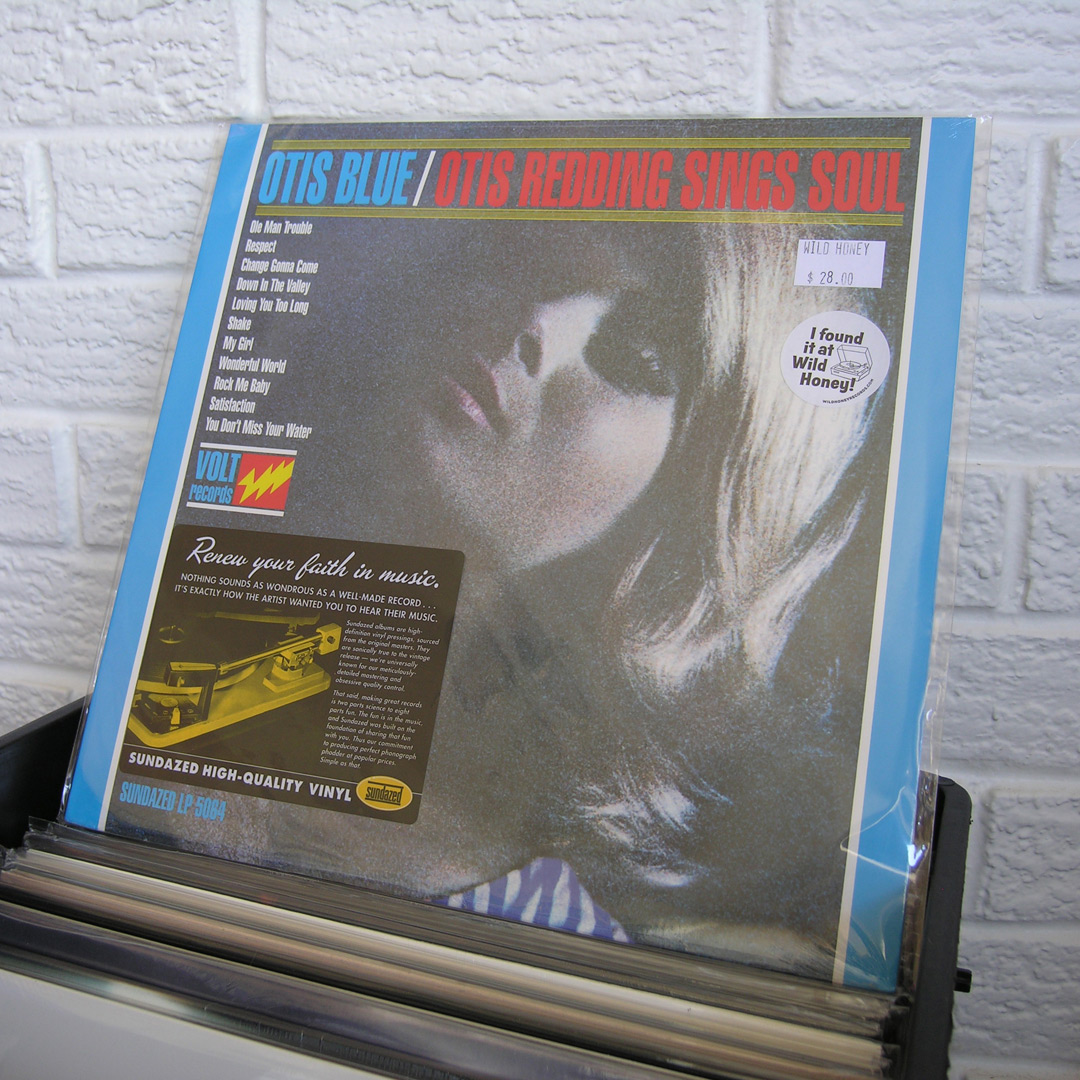 OTIS BLUE/OTIS REDDING SINGS SOUL
Ole Man Trouble
Respect
Change Gonna Come
Down In The Valley
Loving You Too Long
Shake
My Girl
Wonderful World
Rock Me Baby
Satisfaction
You Don't Miss Your Water
VOLT
records
WILD HONEY
$ 28.00
I found
it at
Wild
Honey!
WILDHONEYRECORDS.COM
Renew your faith in music.
NOTHING SOUNDS AS WONDROUS AS A WELL-MADE RECORD...
IT'S EXACTLY HOW THE ARTIST WANTED YOU TO HEAR THEIR MUSIC.
Sundazed albums are high-
definition vinyl pressings, sourced
from the original masters. They
are sonically true to the vintage
release — we're universally
known for our meticulously-
detailed mastering and
obsessive quality control.
That said, making great records
is two parts science to eight
parts fun. The fun is in the music,
and Sundazed was built on the
foundation of sharing that fun
with you. Thus our commitment
to producing perfect phonograph
phodder at popular prices.
Simple as that.
SUNDAZED HIGH-QUALITY VINYL
sundazed
SUNDAZED LP 5064